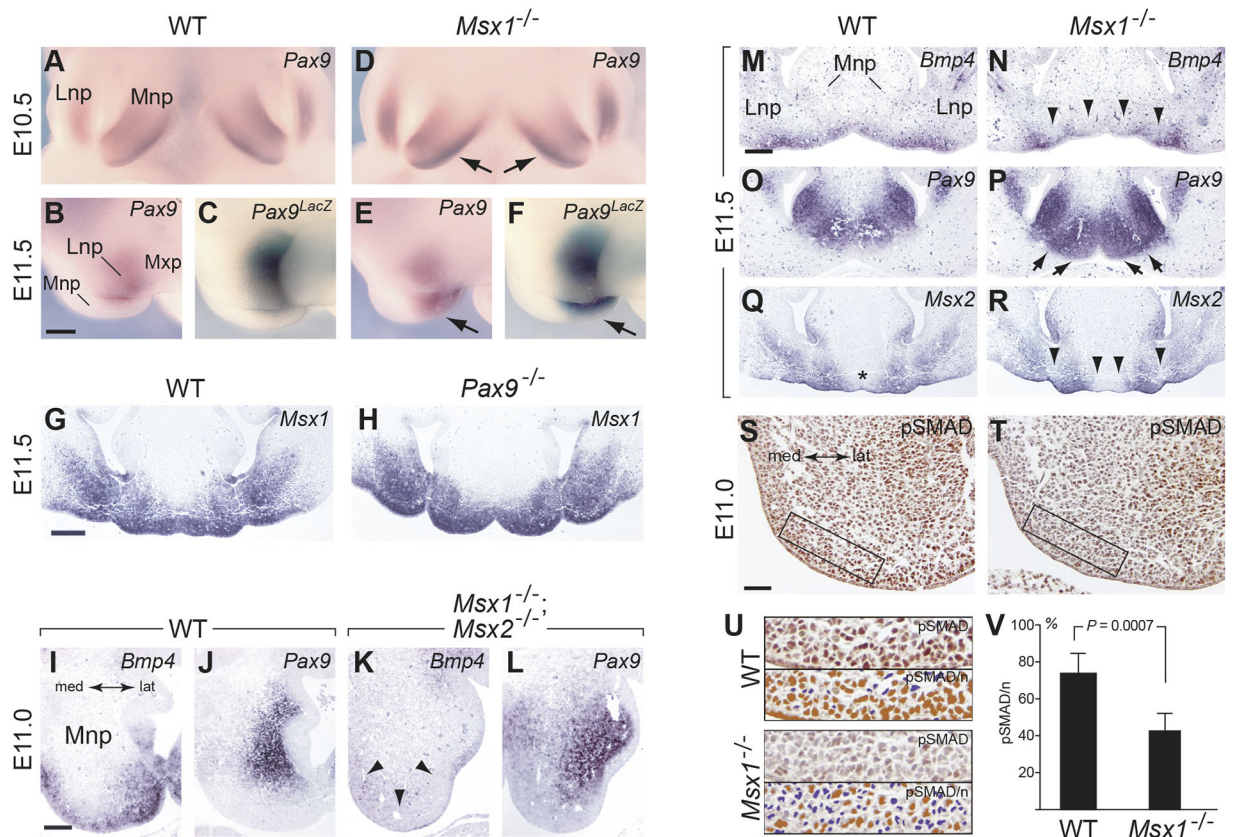 WT
Msx1-/-
E10.5
A
Pax9
Lnp
Mnp
D
Pax9
E11.5
B
Pax9
Lnp
Mnp
Mxp
C
Pax9LacZ
E
Pax9
F
Pax9LacZ
WT
Pax9-/-
E11.5
G
Msx1
H
Msx1
WT
Msx1-/-;
Msx2-/-
E11.0
I
Bmp4
med lat
Mnp
J
Pax9
K
Bmp4
L
Pax9
WT
Msx1-/-
E11.5
M
Bmp4
Mnp
Lnp
Lnp
N
Bmp4
O
Pax9
P
Pax9
Q
Msx2
*
R
Msx2
E11.0
S
pSMAD
med lat
T
pSMAD
U
WT
pSMAD
pSMAD/n
Msx1-/-
pSMAD
pSMAD/n
V
100
%
P = 0.0007
80
60
40
20
pSMAD/n
WT
Msx1-/-